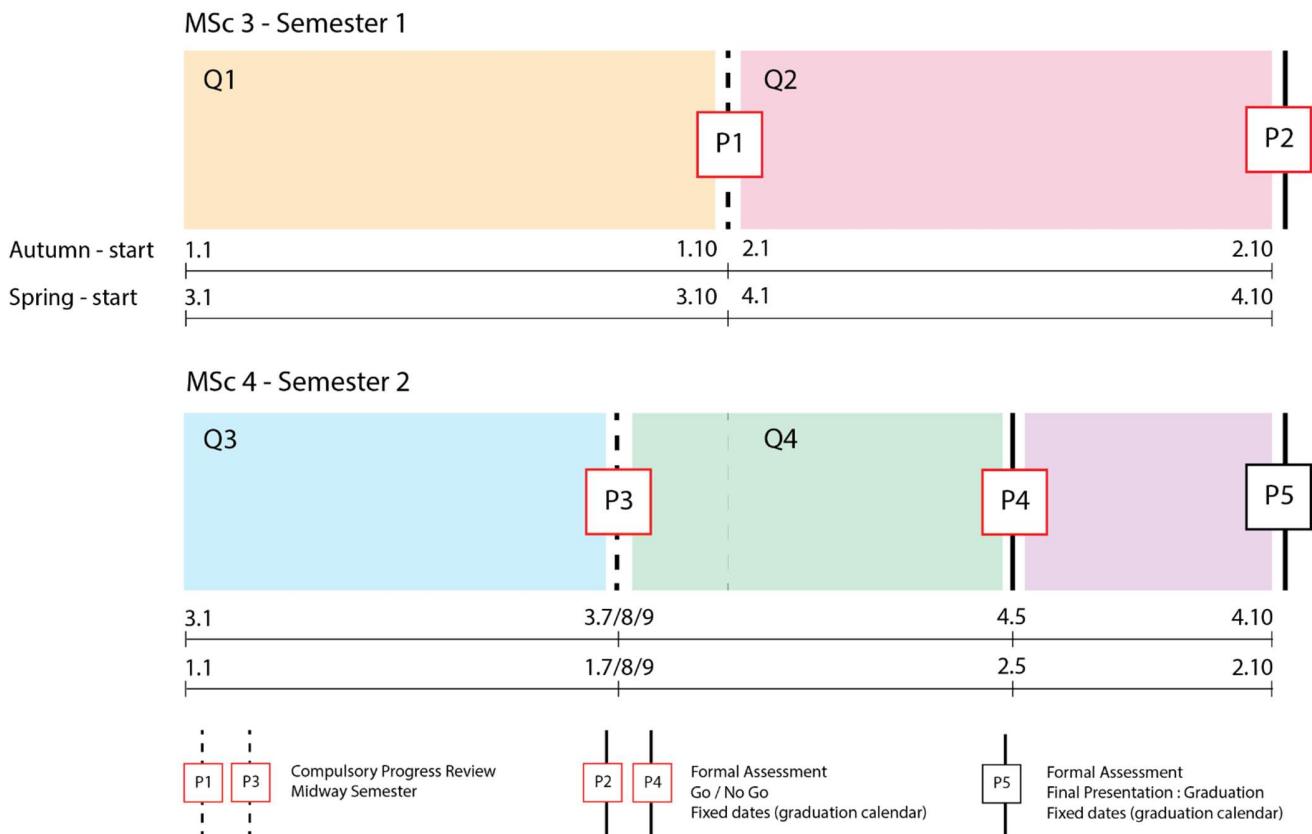 MSc 3 - Semester 1
Q1
Q2
P1
P2
Autumn - start 1.1 1.10 2.1 2.10
Spring - start 3.1 3.10 4.1 4.10
MSc 4 - Semester 2
Q3
Q4
P3
P4
P5
3.1 3.7/8/9 4.5 4.10
1.1 1.7/8/9 2.5 2.10
P1 P3
Compulsory Progress Review
Midway Semester
P2 P4
Formal Assessment
Go / No Go
Fixed dates (graduation calendar)
P5
Formal Assessment
Final Presentation : Graduation
Fixed dates (graduation calendar)